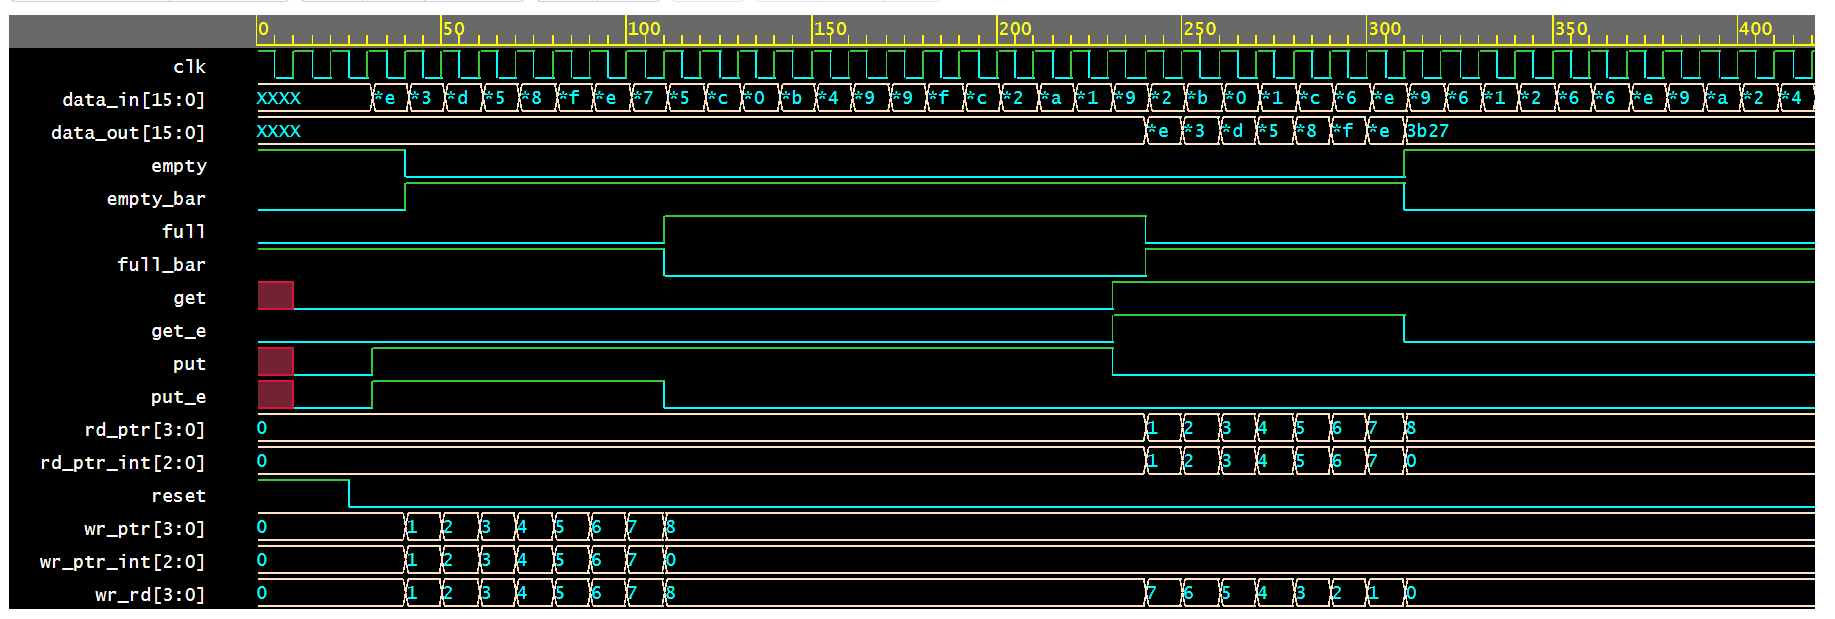 0 50 100 150 200 250 300 350 400
clk
data_in[15:0] XXXX *e *3 *d *5 *8 *f *e *7 *5 *c *0 *b *4 *9 *9 *f *c *2 *a *1 *9 *2 *b *0 *1 *c *6 *e *9 *6 *1 *2 *6 *6 *e *9 *a *2 *4
data_out[15:0] XXXX *e *3 *d *5 *8 *f *e 3b27
empty
empty_bar
full
full_bar
get
get_e
put
put_e
rd_ptr[3:0] 0 1 2 3 4 5 6 7 8
rd_ptr_int[2:0] 0 1 2 3 4 5 6 7 0
reset
wr_ptr[3:0] 0 1 2 3 4 5 6 7 8
wr_ptr_int[2:0] 0 1 2 3 4 5 6 7 0
wr_rd[3:0] 0 1 2 3 4 5 6 7 8 7 6 5 4 3 2 1 0